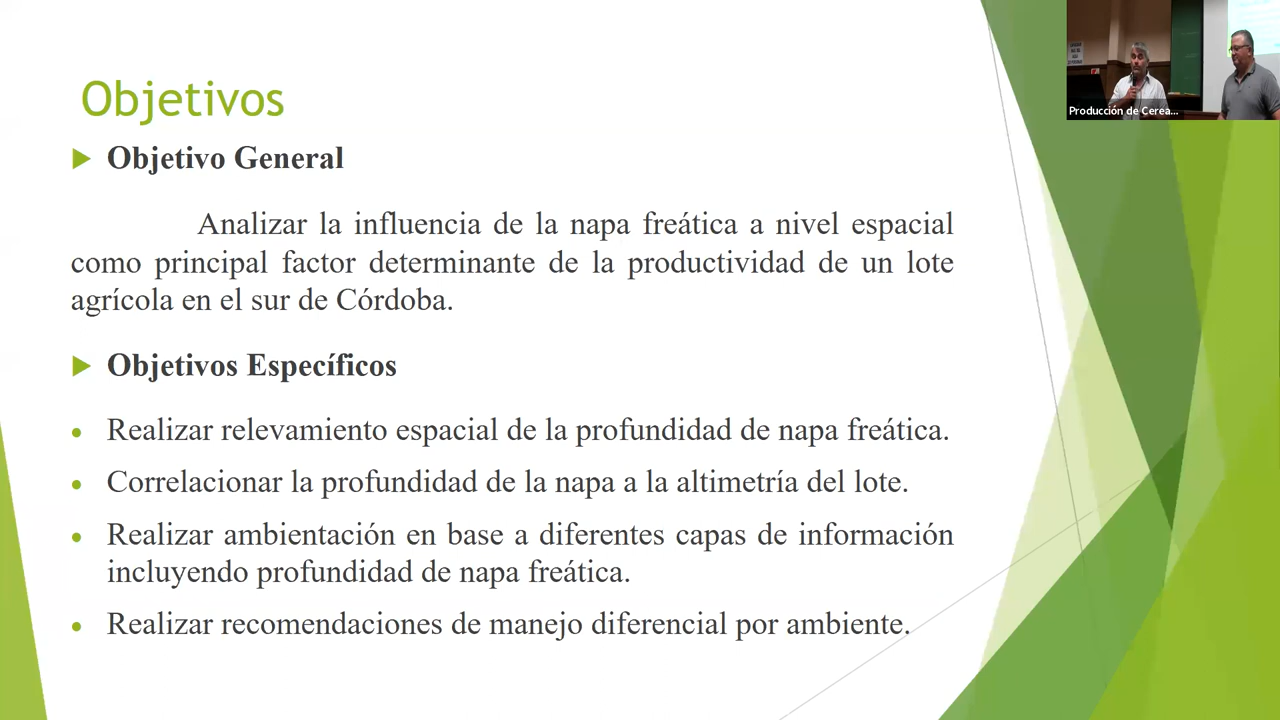 Objetivos
Objetivo General
Analizar la influencia de la napa freática a nivel espacial
como principal factor determinante de la productividad de un lote
agrícola en el sur de Córdoba.
Objetivos Específicos
Realizar relevamiento espacial de la profundidad de napa freática.
Correlacionar la profundidad de la napa a la altimetría del lote.
Realizar ambientación en base a diferentes capas de información
incluyendo profundidad de napa freática.
Realizar recomendaciones de manejo diferencial por ambiente.
Producción de Cerea...